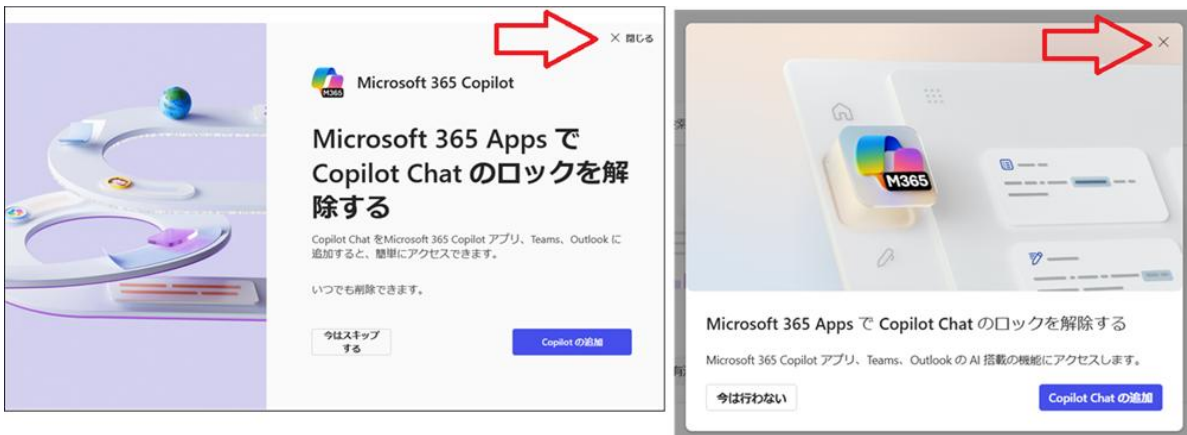 × 閉じる
M365
Microsoft 365 Copilot
Microsoft 365 Apps で
Copilot Chat のロックを解
除する
Copilot Chat をMicrosoft 365 Copilot アプリ、Teams、Outlook に
追加すると、簡単にアクセスできます。
いつでも削除できます。
今はスキップ
する
Copilot の追加
M365
Microsoft 365 Apps で Copilot Chat のロックを解除する
Microsoft 365 Copilot アプリ、Teams、Outlook の AI 搭載の機能にアクセスします。
今は行わない
Copilot Chat の追加